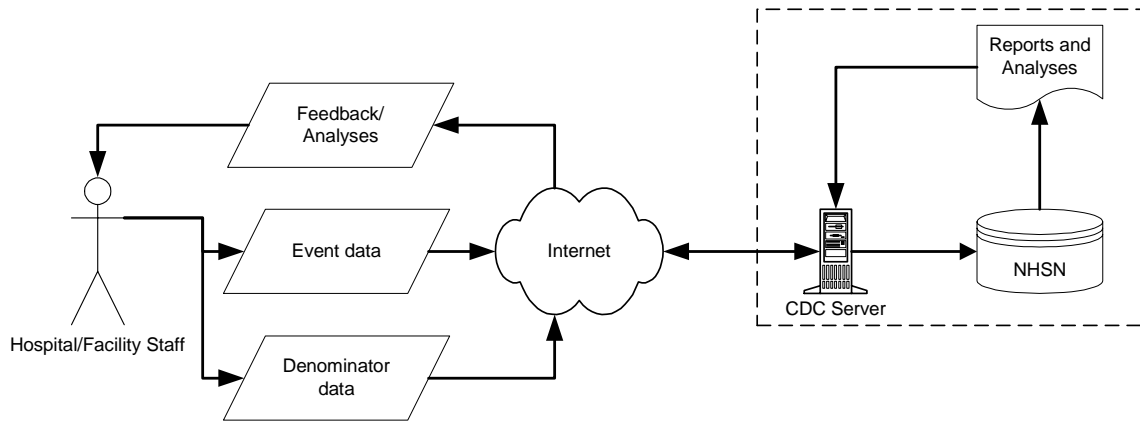 Reports and
Analyses
Feedback/
Analyses
Event data
Internet
NHSN
CDC Server
Hospital/Facility Staff
Denominator
data